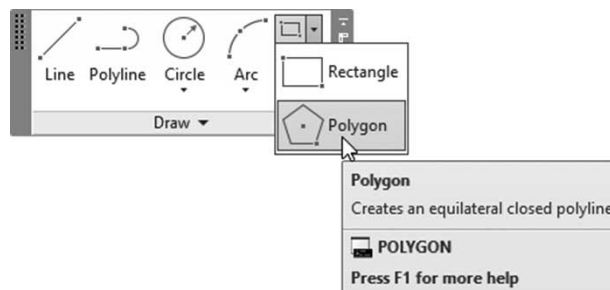 Line Polyline Circle Arc
Draw
Rectangle
Polygon
Polygon
Creates an equilateral closed polyline
POLYGON
Press F1 for more help